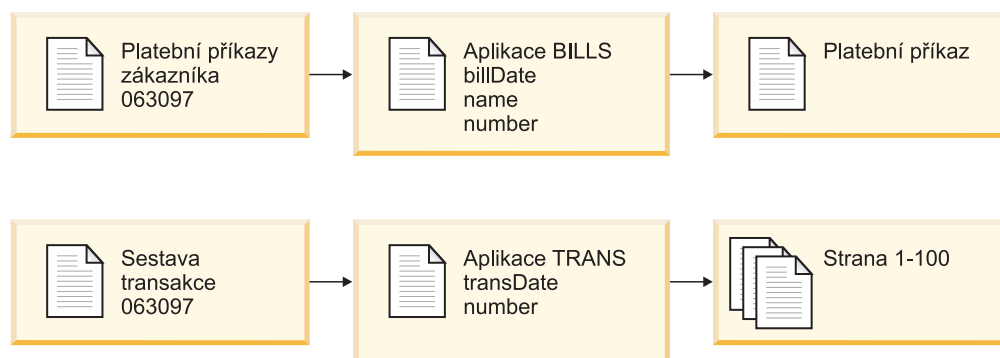 Platební příkazy
zákazníka
063097
Aplikace BILLS
billDate
name
number
Platební příkaz
Sestava
transakce
063097
Aplikace TRANS
transDate
number
Strana 1-100